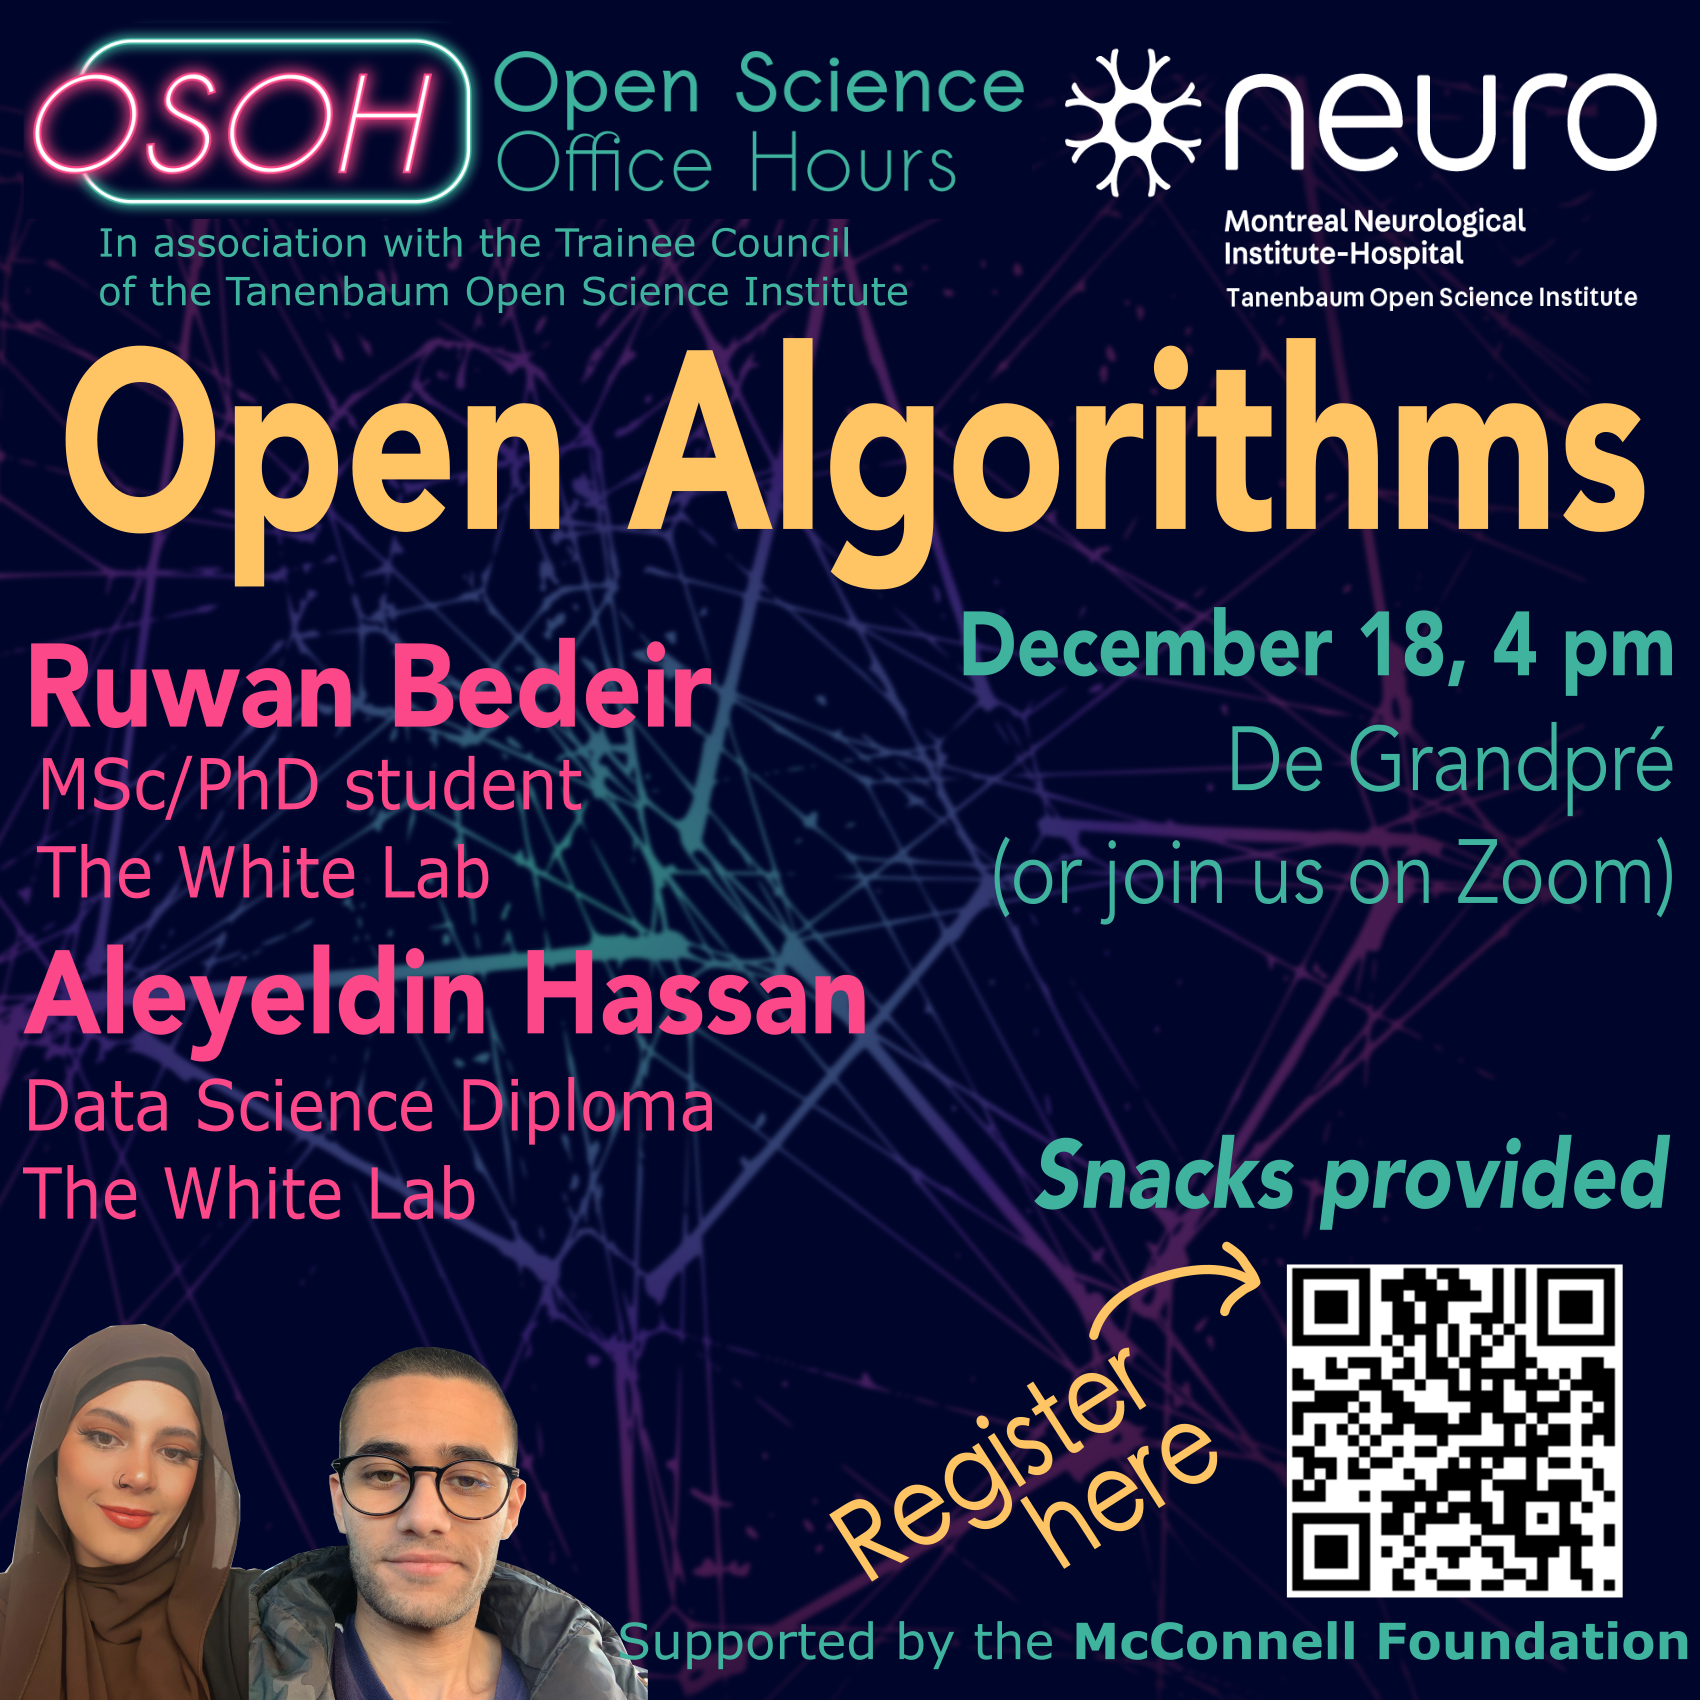 OSOH
Open Science
Office Hours
In association with the Trainee Council
of the Tanenbaum Open Science Institute
neuro
Montreal Neurological
Institute-Hospital
Tanenbaum Open Science Institute
Open Algorithms
Ruwan Bedeir
MSc/PhD student
The White Lab
Aleyeldin Hassan
Data Science Diploma
The White Lab
December 18, 4 pm
De Grandpré
(or join us on Zoom)
Snacks provided
Register
here
Supported by the McConnell Foundation